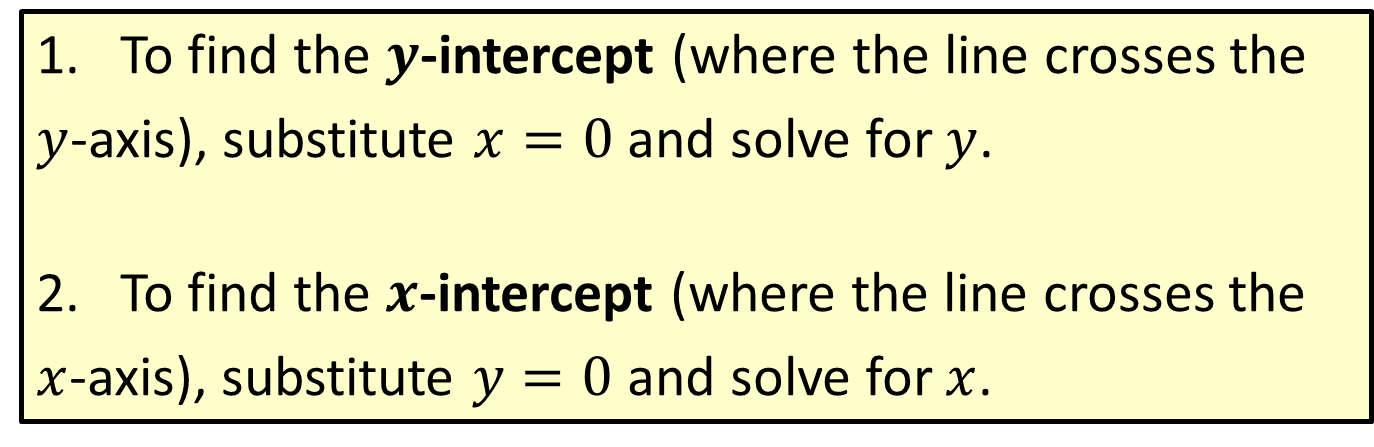 1. To find the y-intercept (where the line crosses the
y-axis), substitute x = 0 and solve for y.
2. To find the x-intercept (where the line crosses the
x-axis), substitute y = 0 and solve for x.